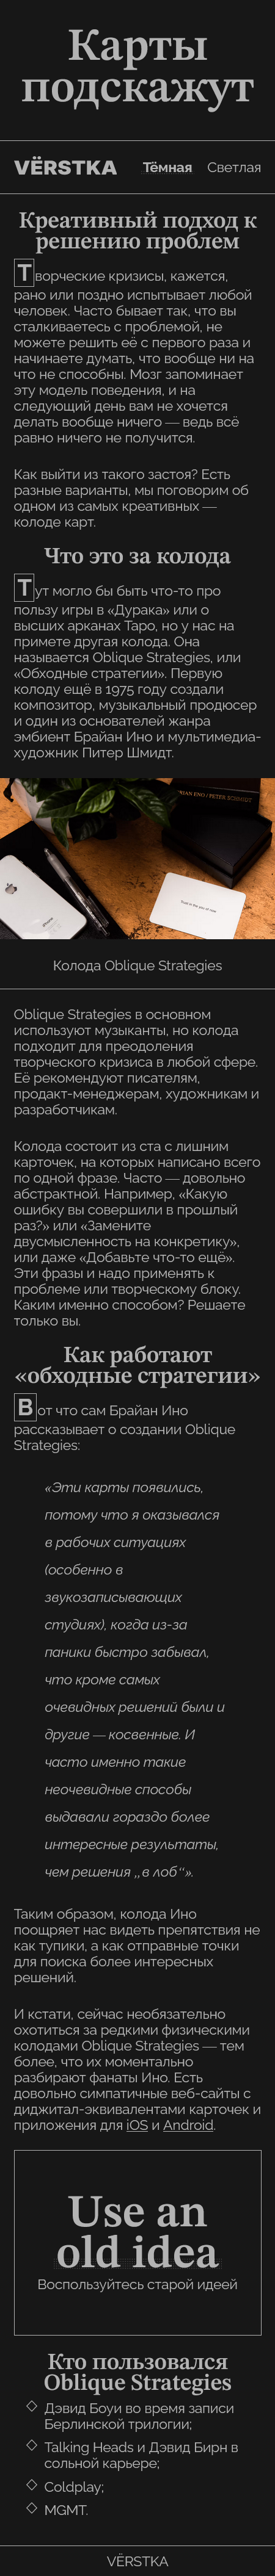 Карты
подскажут
VËRSTKA Тёмная Светлая
Креативный подход к
решению проблем
Творческие кризисы, кажется,
рано или поздно испытывает любой
человек. Часто бывает так, что вы
сталкиваетесь с проблемой, не
можете решить её с первого раза и
начинаете думать, что вообще ни на
что не способны. Мозг запоминает
эту модель поведения, и на
следующий день вам не хочется
делать вообще ничего — ведь всё
равно ничего не получится.
Как выйти из такого застоя? Есть
разные варианты, мы поговорим об
одном из самых креативных —
колоде карт.
Что это за колода
Тут могло бы быть что-то про
пользу игры в «Дурака» или о
высших арканах Таро, но у нас на
примете другая колода. Она
называется Oblique Strategies, или
«Обходные стратегии». Первую
колоду ещё в 1975 году создали
композитор, музыкальный продюсер
и один из основателей жанра
эмбиент Брайан Ино и мультимедиа-
художник Питер Шмидт.
IAN ENO / PETER SCHMIDT
iPhone
Trust in the you of now
Колода Oblique Strategies
Oblique Strategies в основном
используют музыканты, но колода
подходит для преодоления
творческого кризиса в любой сфере.
Её рекомендуют писателям,
продакт-менеджерам, художникам и
разработчикам.
Колода состоит из ста с лишним
карточек, на которых написано всего
по одной фразе. Часто — довольно
абстрактной. Например, «Какую
ошибку вы совершили в прошлый
раз?» или «Замените
двусмысленность на конкретику»,
или даже «Добавьте что-то ещё».
Эти фразы и надо применять к
проблеме или творческому блоку.
Каким именно способом? Решаете
только вы.
Как работают
«обходные стратегии»
Вот что сам Брайан Ино
рассказывает о создании Oblique
Strategies:
«Эти карты появились,
потому что я оказывался
в рабочих ситуациях
(особенно в
звукозаписывающих
студиях), когда из-за
паники быстро забывал,
что кроме самых
очевидных решений были и
другие — косвенные. И
часто именно такие
неочевидные способы
выдавали гораздо более
интересные результаты,
чем решения „в лоб“».
Таким образом, колода Ино
поощряет нас видеть препятствия не
как тупики, а как отправные точки
для поиска более интересных
решений.
И кстати, сейчас необязательно
охотиться за редкими физическими
колодами Oblique Strategies — тем
более, что их моментально
разбирают фанаты Ино. Есть
довольно симпатичные веб-сайты с
диджитал-эквивалентами карточек и
приложения для iOS и Android.
Use an
old idea
Воспользуйтесь старой идеей
Кто пользовался
Oblique Strategies
Дэвид Боуи во время записи
Берлинской трилогии;
Talking Heads и Дэвид Бирн в
сольной карьере;
Coldplay;
MGMT.
VËRSTKA